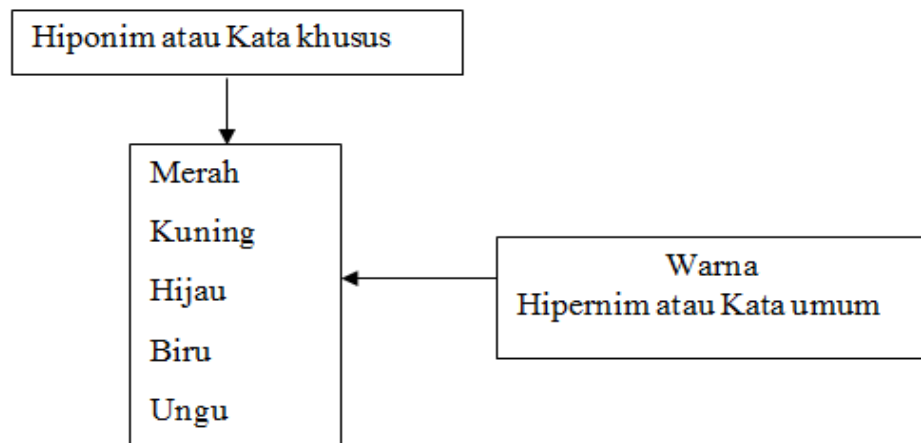 Hiponim atau Kata khusus
Merah
Kuning
Hijau
Biru
Ungu
Warna
Hipernim atau Kata umum